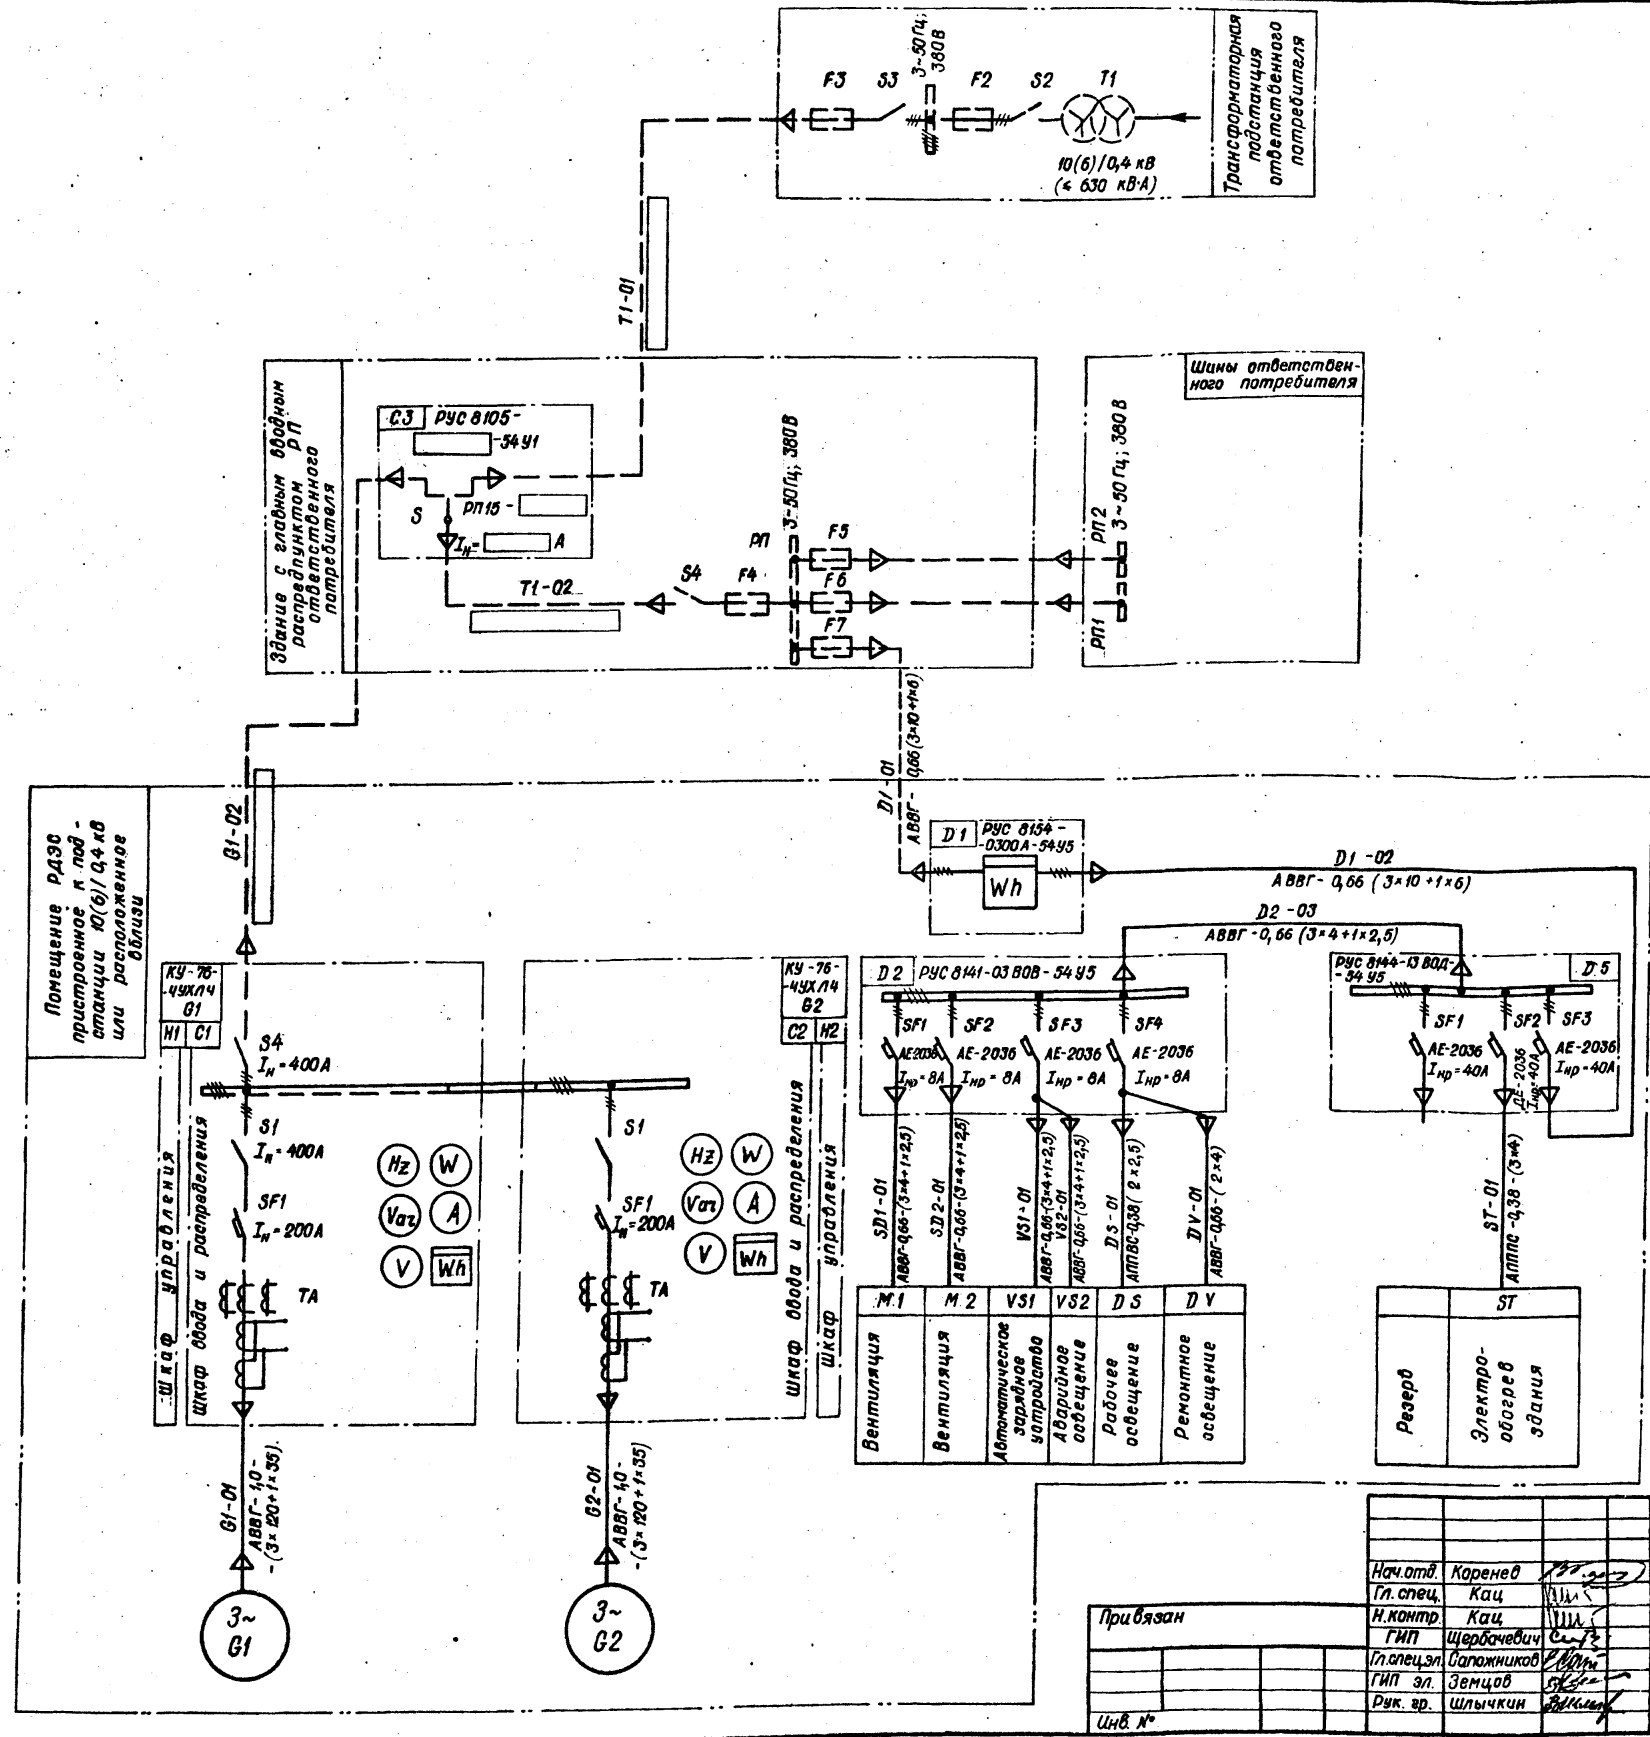 Трансформаторная
подстанция
ответственного
потребителя
3~50Гц;
380В
F3
S3
F2
S2
T1
10(6)/0,4 кВ
(≤ 630 кВ·А)
T1-01
Шины ответствен-
ного потребителя
Здание с главным вводным
распредпунктом РП
ответственного
потребителя
С3
РУС 8105-
-54У1
S
РП15 -
Iн=
А
T1-02
S4
F4
РП
3~50Гц; 380В
F5
F6
F7
РП2
3~50Гц; 380В
РП1
D1-01
АВВГ-0,66(3×10+1×6)
G1-02
Помещение РДЭС
пристроенное к под-
станции 10(6)/0,4 кВ
или расположенное
вблизи
D1
РУС 8154-
-0300А-54У5
Wh
D1-02
АВВГ-0,66 (3×10+1×6)
D2-03
АВВГ-0,66 (3×4+1×2,5)
КУ-76-
-4УХЛ4
G1
Н1
С1
S4
Iн=400А
S1
Iн=400А
SF1
Iн=200А
TA
Hz
W
Var
A
V
Wh
Шкаф управления
Шкаф ввода и распределения
КУ-76-
-4УХЛ4
G2
С2
Н2
S1
SF1
Iн=200А
TA
Hz
W
Var
A
V
Wh
Шкаф ввода и распределения
Шкаф управления
D2
РУС 8141-03В0В-54У5
SF1
АЕ-2036
Iнр=8А
SF2
АЕ-2036
Iнр=8А
SF3
АЕ-2036
Iнр=8А
SF4
АЕ-2036
Iнр=8А
РУС 8144-13В0Д-
-54У5
D5
SF1
АЕ-2036
Iнр=40А
SF2
АЕ-2036
Iнр=40А
SF3
АЕ-2036
Iнр=40А
SD1-01
АВВГ-0,66-(3×4+1×2,5)
SD2-01
АВВГ-0,66-(3×4+1×2,5)
VS1-01
АВВГ-0,66-(3×4+1×2,5)
VS2-01
АВВГ-0,66-(3×4+1×2,5)
DS-01
АППВС-0,38(2×2,5)
DV-01
АВВГ-0,66-(2×4)
ST-01
АППС-0,38-(3×4)
M1
M2
VS1
VS2
DS
DV
ST
Вентиляция
Вентиляция
Автоматическое
зарядное
устройство
Аварийное
освещение
Рабочее
освещение
Ремонтное
освещение
Резерв
Электро-
обогрев
здания
G1-01
АВВГ-1,0-
-(3×120+1×35).
G2-01
АВВГ-1,0-
-(3×120+1×35)
3~
G1
3~
G2
Привязан
Инв. №
Нач.отд. Коренев
Гл.спец. Кац
Н.контр. Кац
ГИП Щербачевич
Гл.спец.эл. Сапожников
ГИП эл. Земцов
Рук. гр. Шлычкин